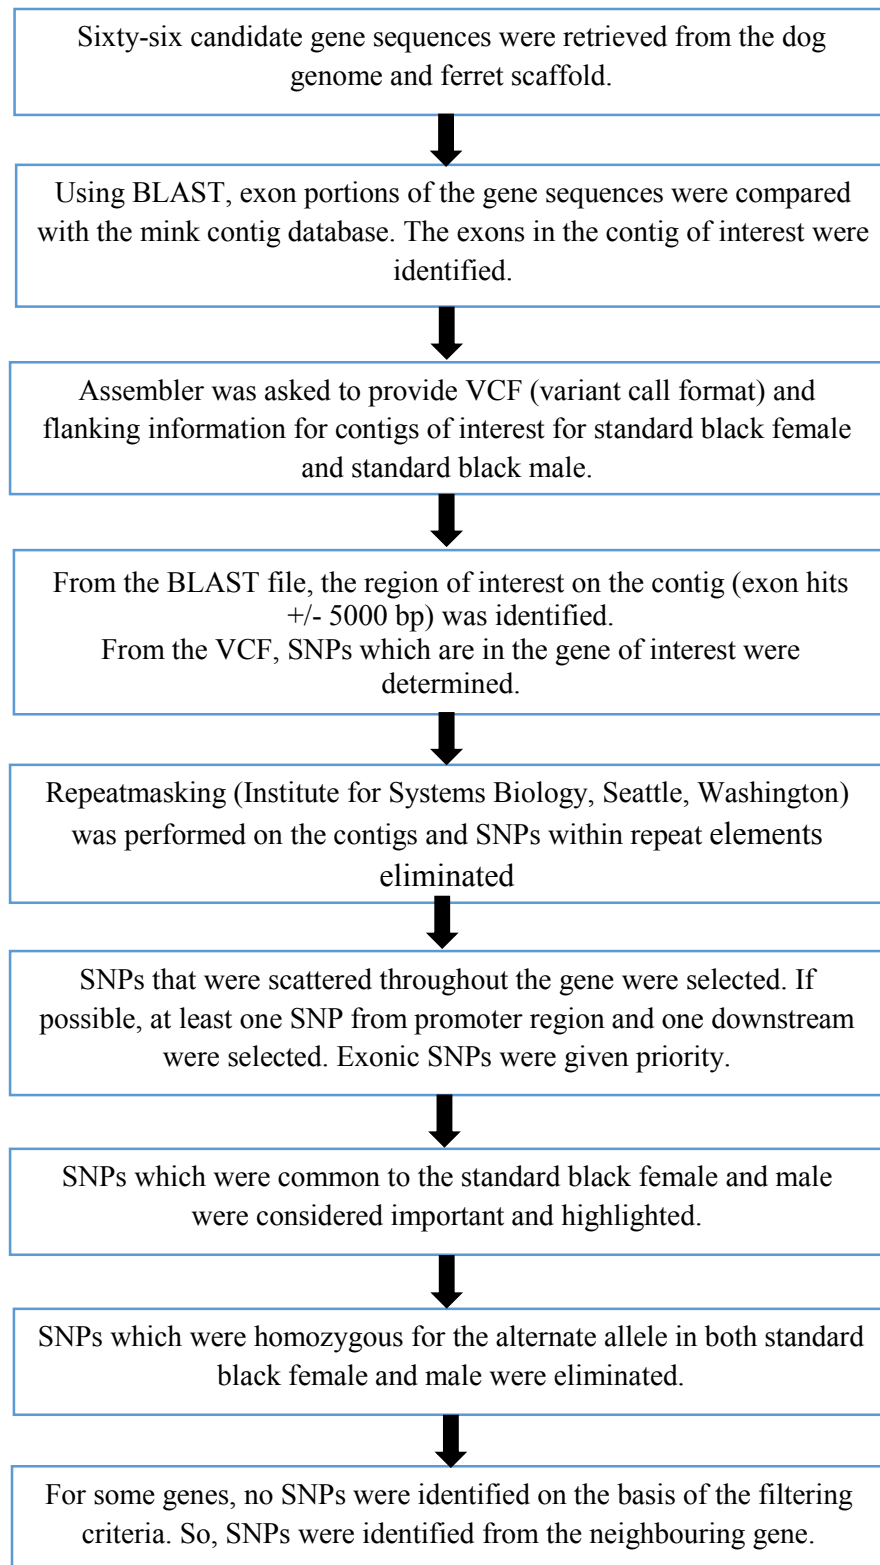 Sixty-six candidate gene sequences were retrieved from the dog
genome and ferret scaffold.
Using BLAST, exon portions of the gene sequences were compared
with the mink contig database. The exons in the contig of interest were
identified.
Assembler was asked to provide VCF (variant call format) and
flanking information for contigs of interest for standard black female
and standard black male.
From the BLAST file, the region of interest on the contig (exon hits
+/- 5000 bp) was identified.
From the VCF, SNPs which are in the gene of interest were
determined.
Repeatmasking (Institute for Systems Biology, Seattle, Washington)
was performed on the contigs and SNPs within repeat elements
eliminated
SNPs that were scattered throughout the gene were selected. If
possible, at least one SNP from promoter region and one downstream
were selected. Exonic SNPs were given priority.
SNPs which were common to the standard black female and male
were considered important and highlighted.
SNPs which were homozygous for the alternate allele in both standard
black female and male were eliminated.
For some genes, no SNPs were identified on the basis of the filtering
criteria. So, SNPs were identified from the neighbouring gene.